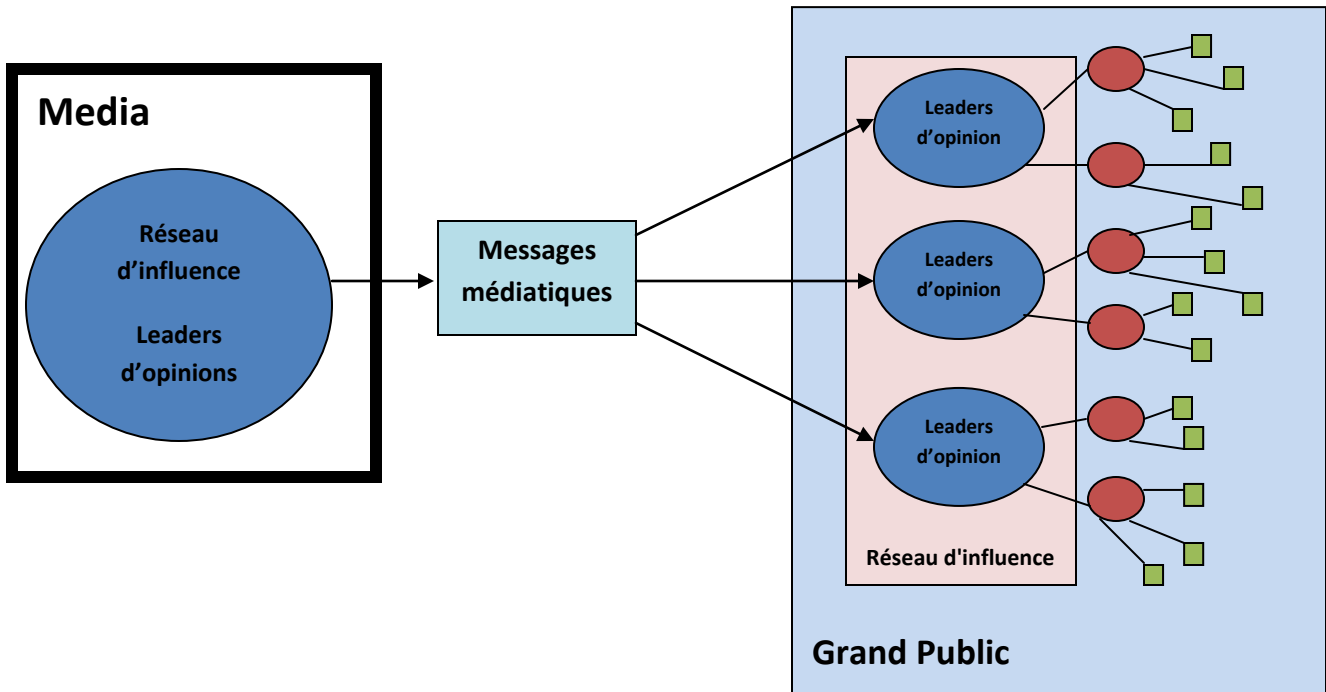 Media
Réseau
d’influence
Leaders
d’opinions
Messages
médiatiques
Leaders
d’opinion
Leaders
d’opinion
Leaders
d’opinion
Réseau d'influence
Grand Public